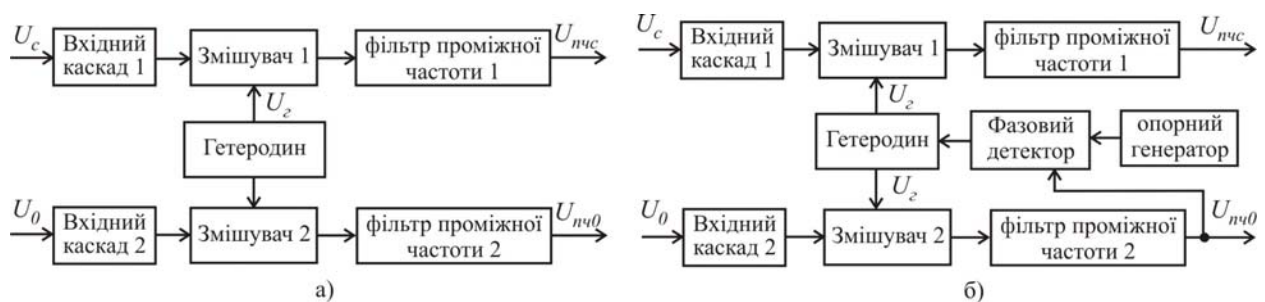 U_c
Вхідний
каскад 1
Змішувач 1
фільтр проміжної
частоти 1
U_пчс
U_г
Гетеродин
U_0
Вхідний
каскад 2
Змішувач 2
фільтр проміжної
частоти 2
U_пч0
а)
U_c
Вхідний
каскад 1
Змішувач 1
фільтр проміжної
частоти 1
U_пчс
U_г
Гетеродин
Фазовий
детектор
опорний
генератор
U_г
U_0
Вхідний
каскад 2
Змішувач 2
фільтр проміжної
частоти 2
U_пч0
б)